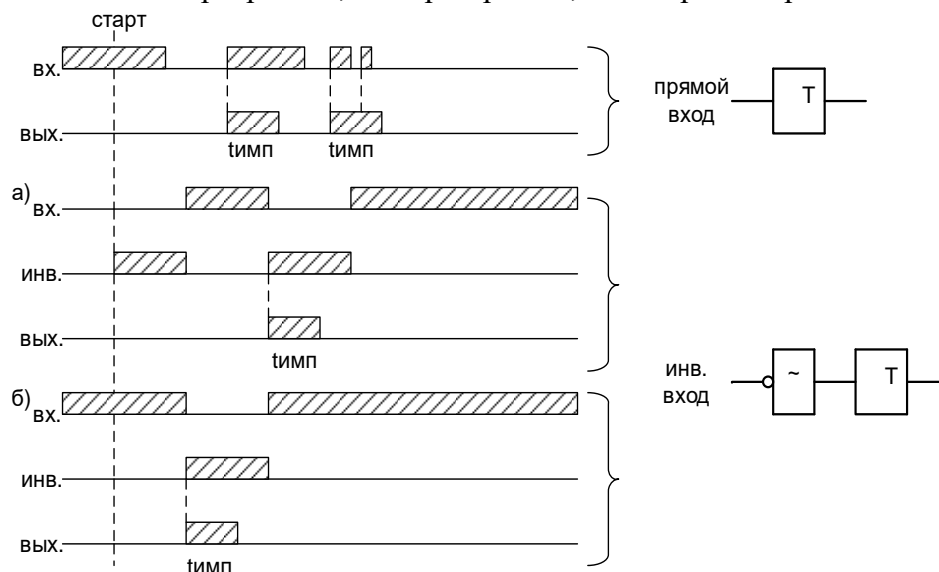 старт
вх.
вых.
tимп
tимп
прямой
вход
T
а)
вх.
инв.
вых.
tимп
инв.
вход
~
T
б)
вх.
инв.
вых.
tимп